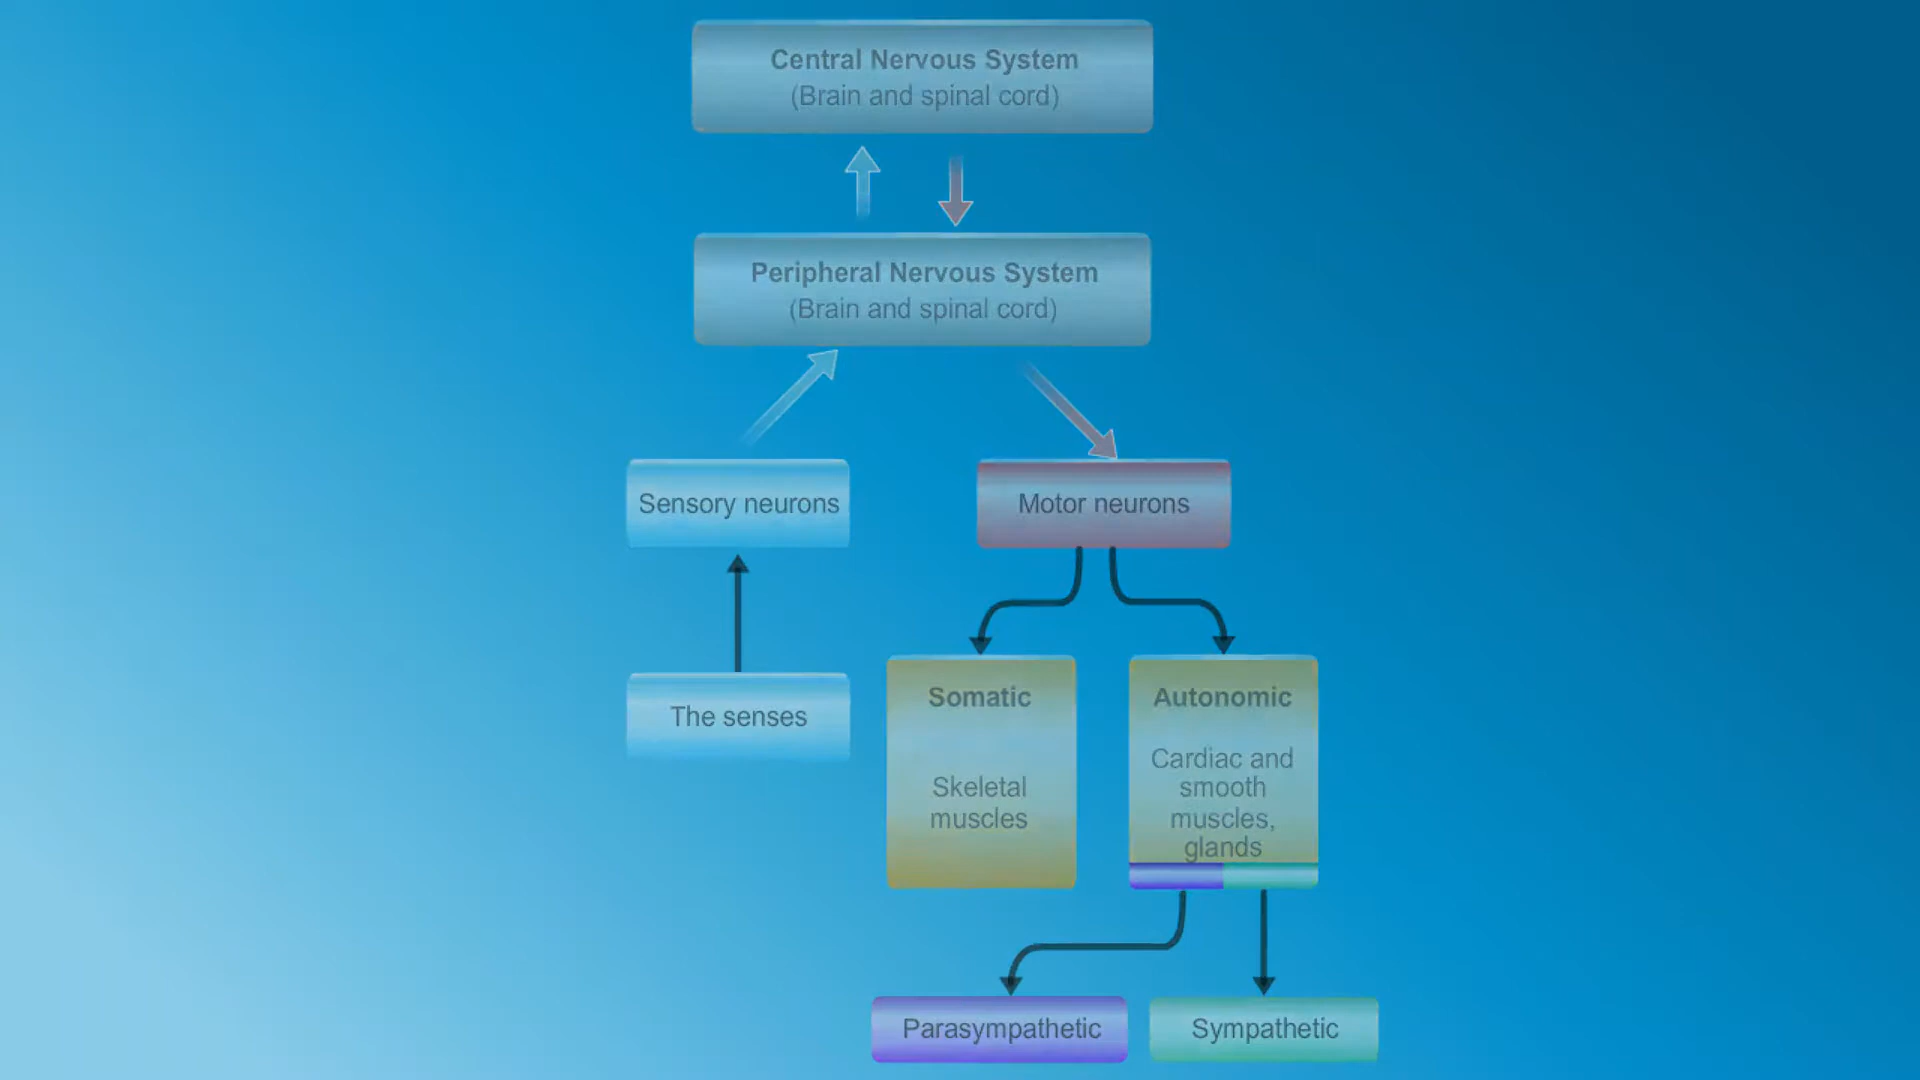 Central Nervous System
(Brain and spinal cord)
Peripheral Nervous System
(Brain and spinal cord)
Sensory neurons
Motor neurons
The senses
Somatic
Skeletal
muscles
Autonomic
Cardiac and
smooth
muscles,
glands
Parasympathetic
Sympathetic